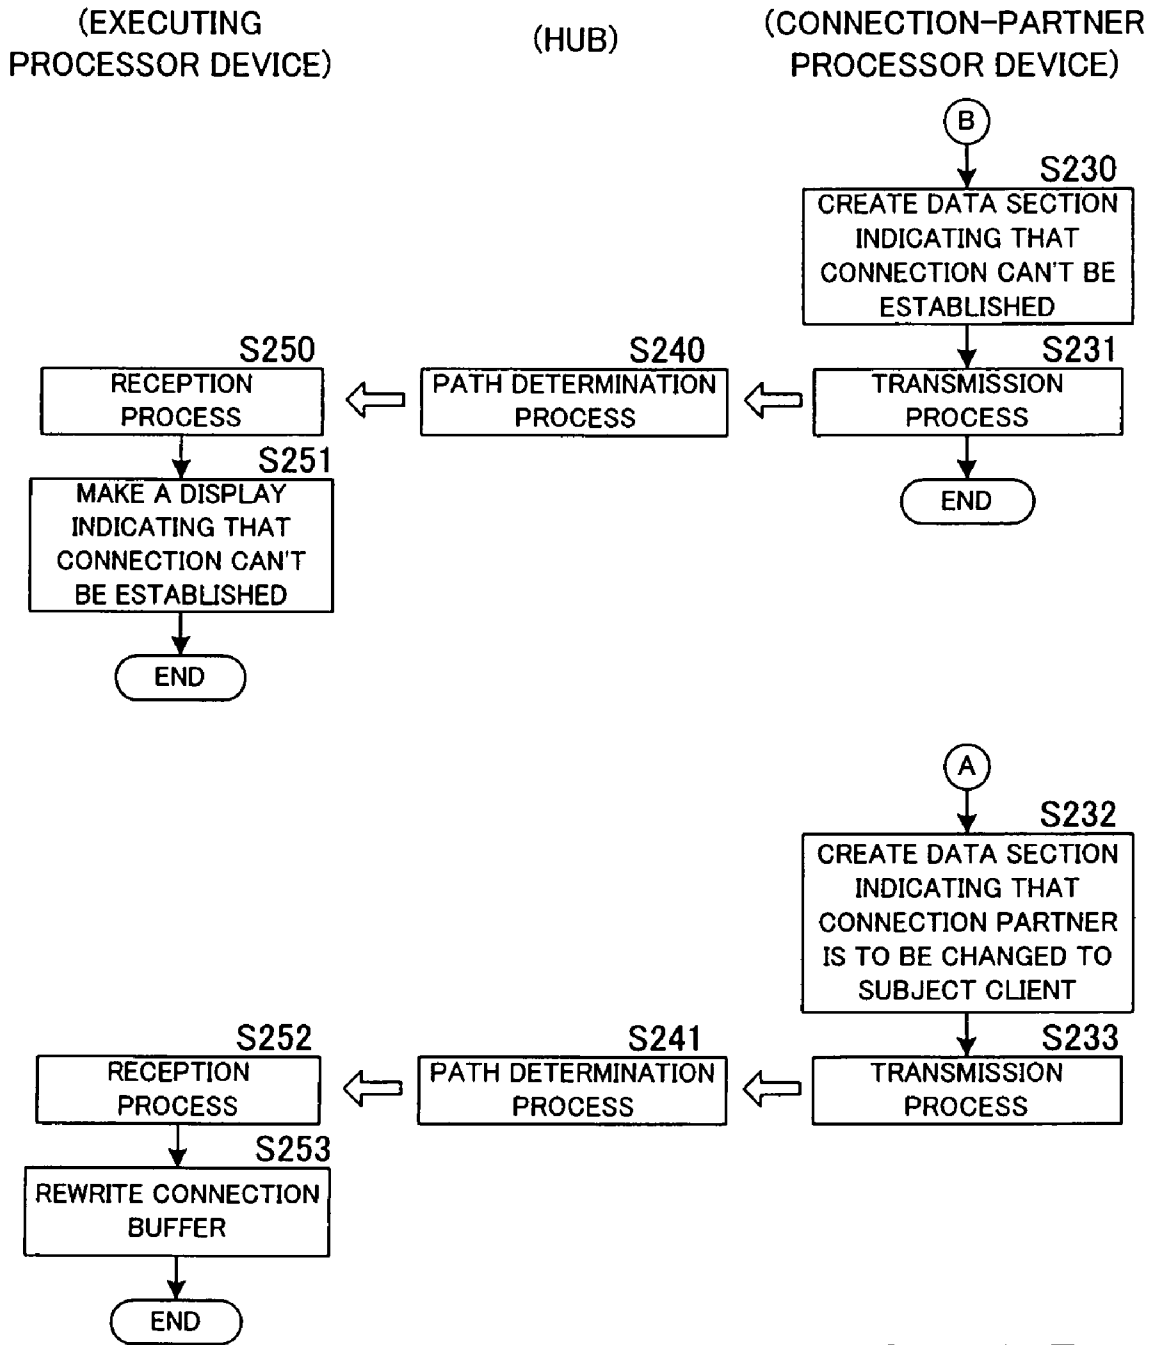 (EXECUTING
PROCESSOR DEVICE)
(HUB)
(CONNECTION-PARTNER
PROCESSOR DEVICE)
B
S230
CREATE DATA SECTION
INDICATING THAT
CONNECTION CAN'T BE
ESTABLISHED
S250
RECEPTION
PROCESS
S240
PATH DETERMINATION
PROCESS
S231
TRANSMISSION
PROCESS
END
S251
MAKE A DISPLAY
INDICATING THAT
CONNECTION CAN'T
BE ESTABLISHED
END
A
S232
CREATE DATA SECTION
INDICATING THAT
CONNECTION PARTNER
IS TO BE CHANGED TO
SUBJECT CLIENT
S252
RECEPTION
PROCESS
S241
PATH DETERMINATION
PROCESS
S233
TRANSMISSION
PROCESS
S253
REWRITE CONNECTION
BUFFER
END